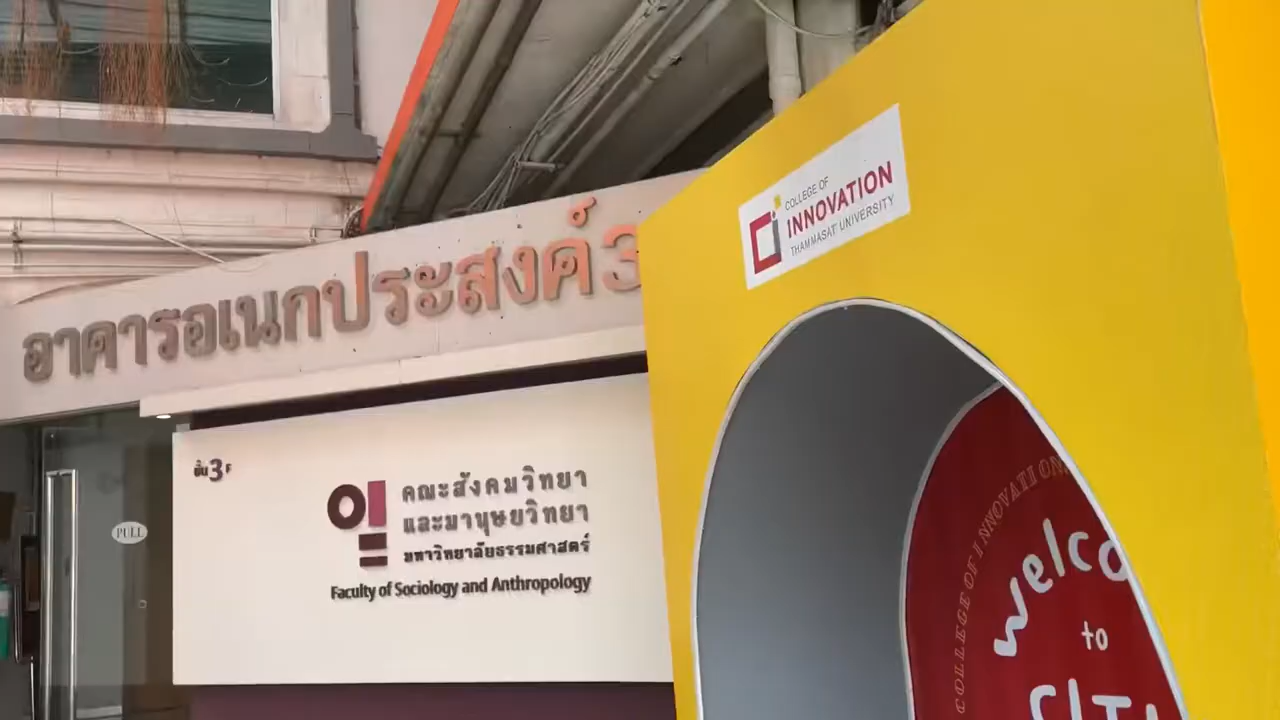 อาคารอเนกประสงค์ 3
COLLEGE OF
INNOVATION
THAMMASAT UNIVERSITY
ชั้น 3 F
คณะสังคมวิทยา
และมานุษยวิทยา
มหาวิทยาลัยธรรมศาสตร์
Faculty of Sociology and Anthropology
PULL
COLLEGE OF INNOVATION
welco
to
CITU